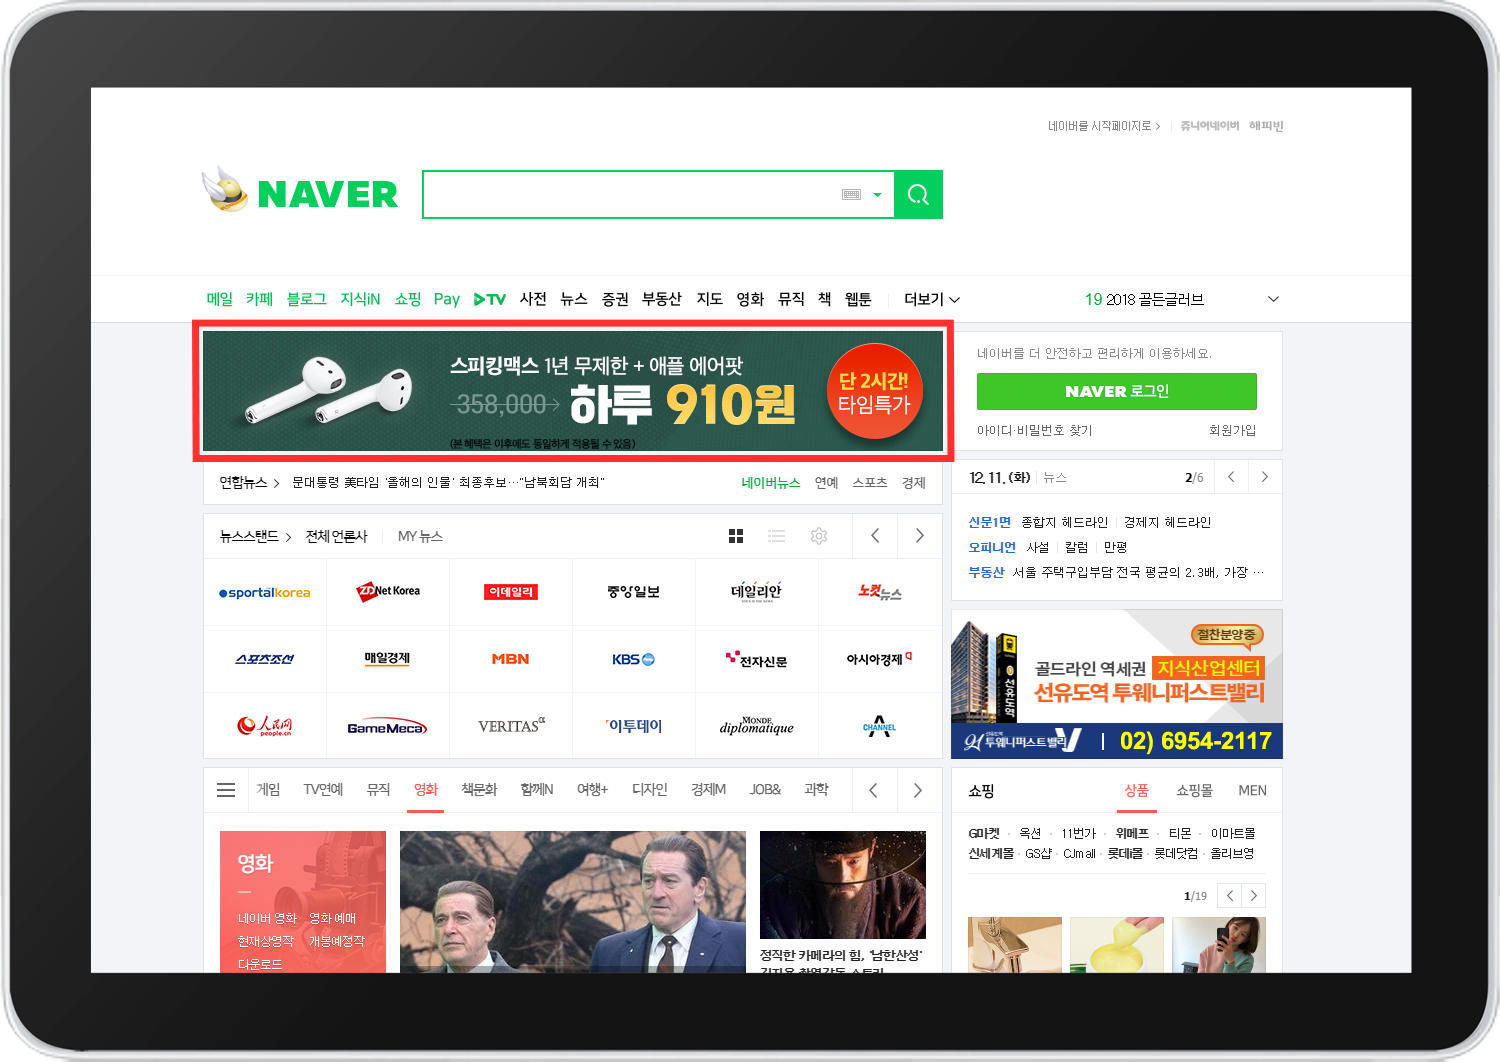 네이버를 시작페이지로 >
쥬니어네이버 해피빈
NAVER
메일 카페 블로그 지식iN 쇼핑 Pay TV 사전 뉴스 증권 부동산 지도 영화 뮤직 책 웹툰 더보기
19 2018 골든글러브
스피킹맥스 1년 무제한 + 애플 에어팟
358,000 하루 910원
(본 혜택은 이후에도 동일하게 적용될 수 있음)
단 2시간!
타임특가
네이버를 더 안전하고 편리하게 이용하세요.
NAVER 로그인
아이디·비밀번호 찾기 회원가입
연합뉴스 > 문대통령 美타임 '올해의 인물' 최종후보…"남북회담 개최"
네이버뉴스 연예 스포츠 경제
12. 11. (화) 뉴스 2/6
신문1면 종합지 헤드라인 경제지 헤드라인
오피니언 사설 칼럼 만평
부동산 서울 주택구입부담 전국 평균의 2.3배, 가장 …
뉴스스탠드 > 전체 언론사 MY 뉴스
sportalkorea ZDNet Korea 이데일리 중앙일보 데일리안 노컷뉴스
스포츠조선 매일경제 MBN KBS 전자신문 아시아경제
人民网 people.cn GameMeca VERITAS α 이투데이 LE MONDE diplomatique CHANNEL A
절찬분양중
골드라인 역세권 지식산업센터
선유도역 투웨니퍼스트밸리
선유도역
투웨니퍼스트밸리 02) 6954-2117
게임 TV연예 뮤직 영화 책문화 함께N 여행+ 디자인 경제M JOB& 과학
쇼핑 상품 쇼핑몰 MEN
G마켓 · 옥션 · 11번가 · 위메프 · 티몬 · 이마트몰
신세계몰 · GS샵 · CJmall · 롯데i몰 · 롯데닷컴 · 올리브영
1/19
영화
네이버 영화 영화 예매
현재상영작 개봉예정작
다운로드
정직한 카메라의 힘, '남한산성'